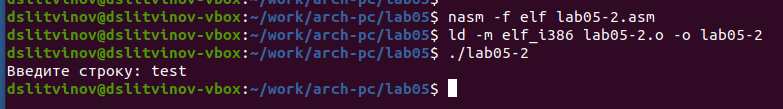 dslitvinov@dslitvinov-vbox:~/work/arch-pc/lab05$ nasm -f elf lab05-2.asm
dslitvinov@dslitvinov-vbox:~/work/arch-pc/lab05$ ld -m elf_i386 lab05-2.o -o lab05-2
dslitvinov@dslitvinov-vbox:~/work/arch-pc/lab05$ ./lab05-2
Введите строку: test
dslitvinov@dslitvinov-vbox:~/work/arch-pc/lab05$